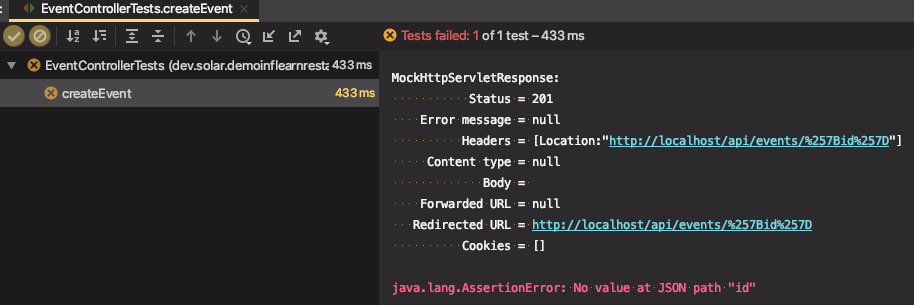 EventControllerTests.createEvent
Tests failed: 1 of 1 test – 433 ms
EventControllerTests (dev.solar.demoinflearnresta 433 ms
createEvent 433 ms
MockHttpServletResponse:
Status = 201
Error message = null
Headers = [Location:"http://localhost/api/events/%257Bid%257D"]
Content type = null
Body =
Forwarded URL = null
Redirected URL = http://localhost/api/events/%257Bid%257D
Cookies = []
java.lang.AssertionError: No value at JSON path "id"